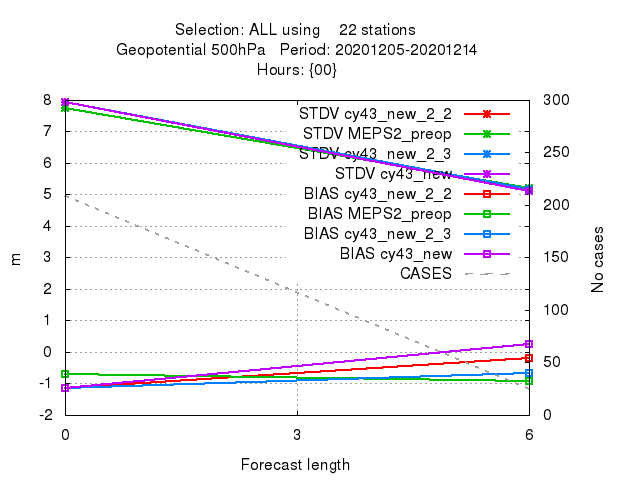 Selection: ALL using    22 stations
Geopotential 500hPa   Period: 20201205-20201214
Hours: {00}
8
7
6
5
4
3
2
1
0
-1
-2
m
300
250
200
150
100
50
0
No cases
STDV cy43_new_2_2
STDV MEPS2_preop
STDV cy43_new_2_3
STDV cy43_new
BIAS cy43_new_2_2
BIAS MEPS2_preop
BIAS cy43_new_2_3
BIAS cy43_new
CASES
0
3
6
Forecast length